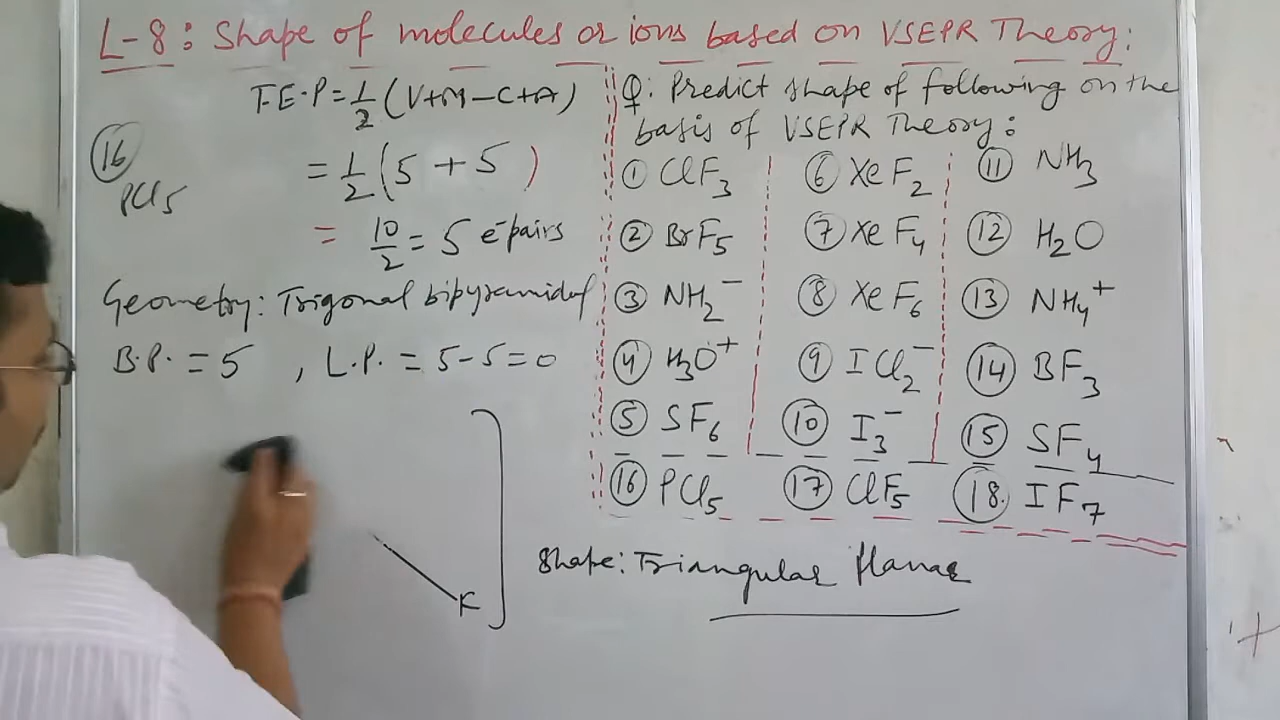 L-8: Shape of molecules or ions based on VSEPR Theory:
T.E.P = 1/2 (V+M-C+A)
16
PCl5
= 1/2 (5 + 5)
= 10/2 = 5 e⁻ pairs
Geometry: Trigonal bipyramidal
B.P. = 5 , L.P. = 5-5=0
F
Q: Predict shape of following on the
basis of VSEPR Theory:
① ClF3 ⑥ XeF2 ⑪ NH3
② BrF5 ⑦ XeF4 ⑫ H2O
③ NH2⁻ ⑧ XeF6 ⑬ NH4⁺
④ H3O⁺ ⑨ ICl2⁻ ⑭ BF3
⑤ SF6 ⑩ I3⁻ ⑮ SF4
⑯ PCl5 ⑰ ClF5 ⑱. IF7
Shape: Triangular Planar
+